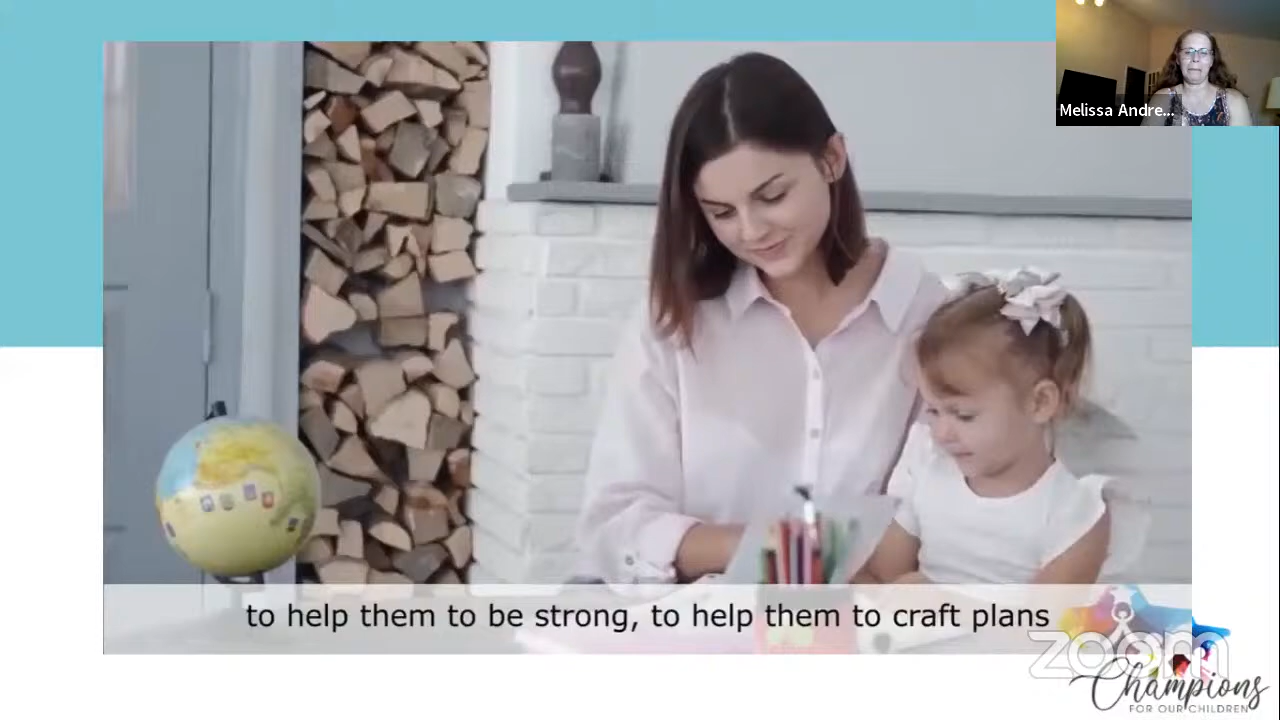 Melissa Andre...
to help them to be strong, to help them to craft plans
zoom
Champions
FOR OUR CHILDREN